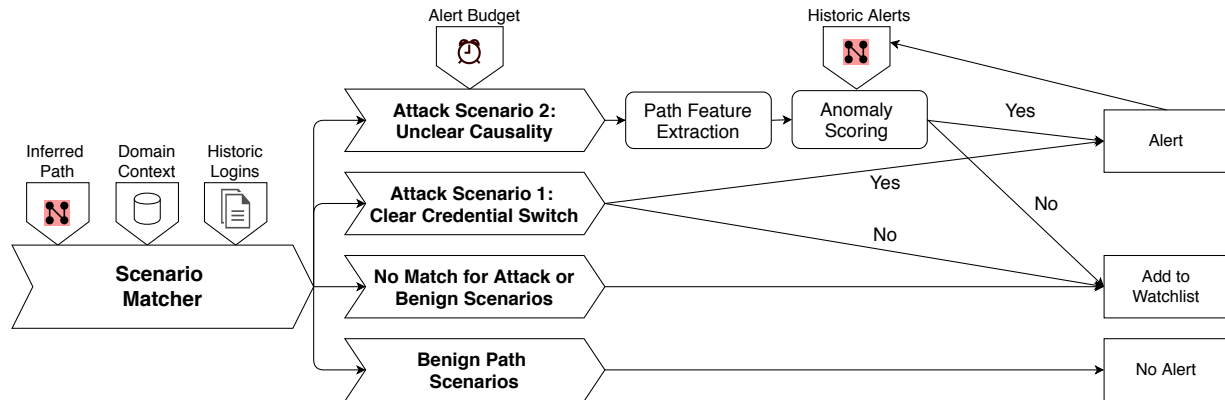 Alert Budget
Historic Alerts
Attack Scenario 2:
Unclear Causality
Path Feature
Extraction
Anomaly
Scoring
Yes
Alert
Inferred
Path
Domain
Context
Historic
Logins
Attack Scenario 1:
Clear Credential Switch
Yes
No
No
Scenario
Matcher
No Match for Attack or
Benign Scenarios
Add to
Watchlist
Benign Path
Scenarios
No Alert